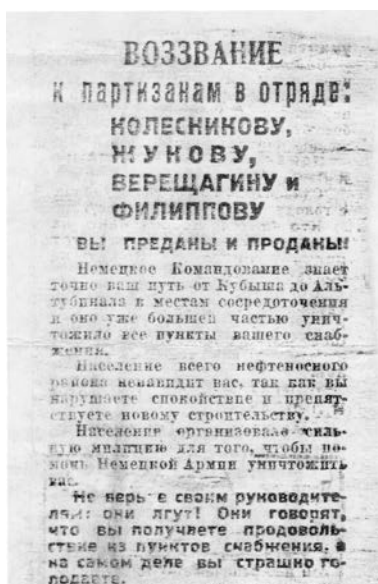 ВОЗЗВАНИЕ
к партизанам в отряде:
КОЛЕСНИКОВУ,
ЖУКОВУ,
ВЕРЕЩАГИНУ и
ФИЛИППОВУ
ВЫ ПРЕДАНЫ И ПРОДАНЫ!
Немецкое Командование знает
точно ваш путь от Кубыша до Аль-
тубинала к местам сосредоточения
и оно уже большей частью унич-
тожило все пункты вашего снаб-
жения.
Население всего нефтеносного
района ненавидит вас, так как вы
нарушаете спокойствие и препят-
ствуете новому строительству.
Население организовало силь-
ную милицию для того, чтобы по-
мочь Немецкой Армии уничтожить
вас.
Не верьте своим руководите-
лям: они лгут! Они говорят,
что вы получаете продоволь-
ствие из пунктов снабжения, а
на самом деле вы страшно го-
лодаете.